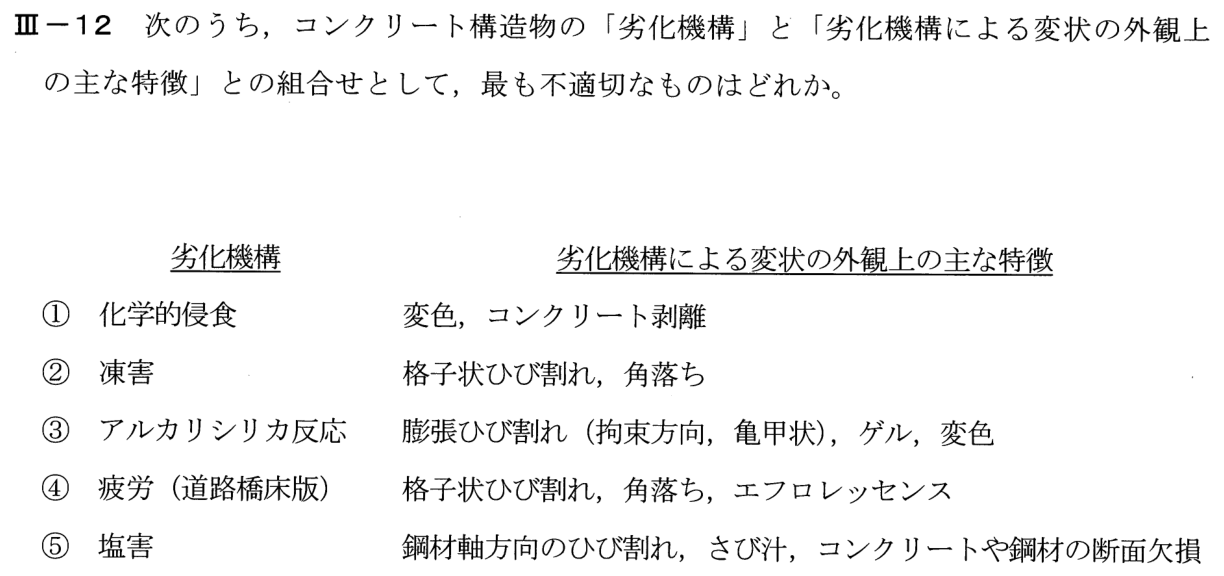 Ⅲ－12 次のうち，コンクリート構造物の「劣化機構」と「劣化機構による変状の外観上
の主な特徴」との組合せとして，最も不適切なものはどれか。
劣化機構 劣化機構による変状の外観上の主な特徴
① 化学的侵食 変色，コンクリート剥離
② 凍害 格子状ひび割れ，角落ち
③ アルカリシリカ反応 膨張ひび割れ（拘束方向，亀甲状），ゲル，変色
④ 疲労（道路橋床版） 格子状ひび割れ，角落ち，エフロレッセンス
⑤ 塩害 鋼材軸方向のひび割れ，さび汁，コンクリートや鋼材の断面欠損